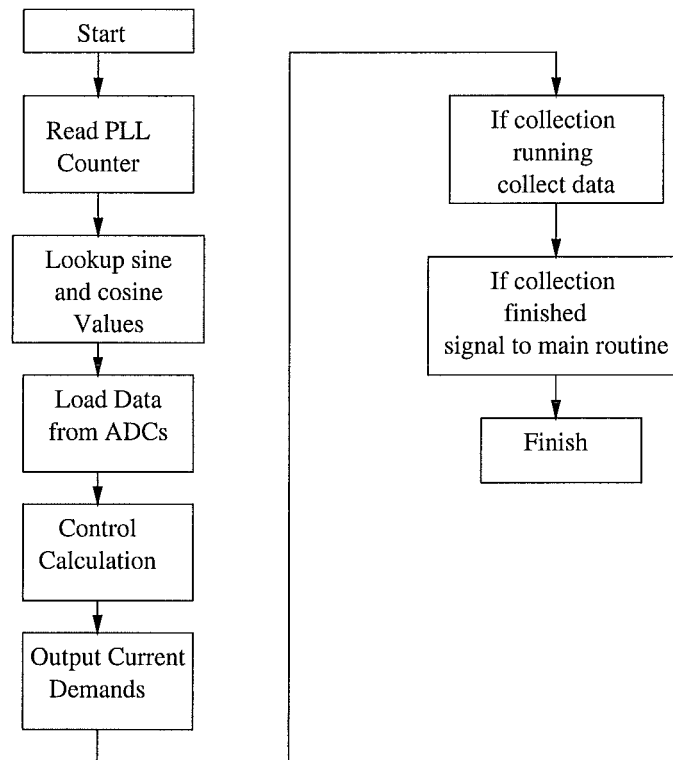 Start
Read PLL
Counter
Lookup sine
and cosine
Values
Load Data
from ADCs
Control
Calculation
Output Current
Demands
If collection
running
collect data
If collection
finished
signal to main routine
Finish